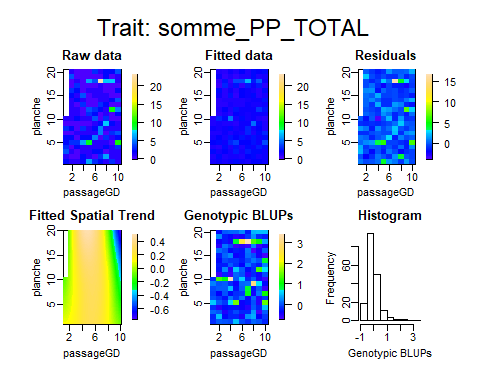 Trait: somme_PP_TOTAL
Raw data
Fitted data
Residuals
planche
5 10 15 20
2 6 10
passageGD
0 5 10 15 20
planche
5 10 15 20
2 6 10
passageGD
0 5 10 15 20
planche
5 10 15 20
2 6 10
passageGD
0 5 10 15
Fitted Spatial Trend
Genotypic BLUPs
Histogram
planche
5 10 15 20
2 6 10
passageGD
-0.6 -0.4 -0.2 0.0 0.2 0.4
planche
5 10 15 20
2 6 10
passageGD
0 1 2 3
Frequency
0 20 80
-1 1 3
Genotypic BLUPs